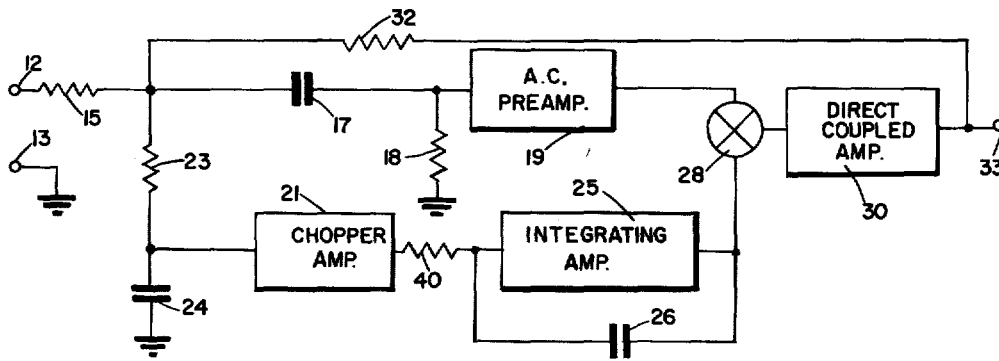 32
12
15
13
17
18
A.C.
PREAMP.
19
28
DIRECT
COUPLED
AMP.
30
33
23
21
CHOPPER
AMP.
40
25
INTEGRATING
AMP.
24
26